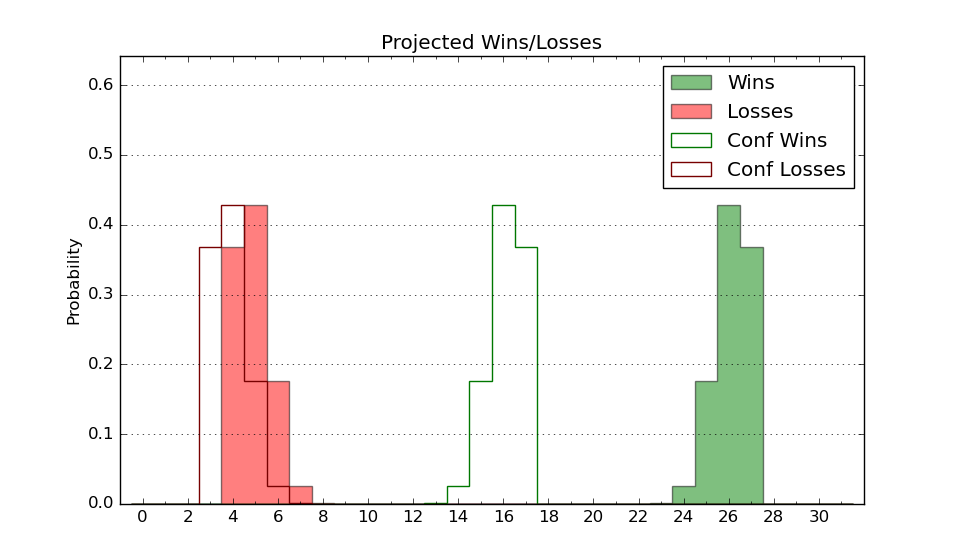 Projected Wins/Losses
0.6
0.5
0.4
0.3
0.2
0.1
0.0
Probability
Wins
Losses
Conf Wins
Conf Losses
0 2 4 6 8 10 12 14 16 18 20 22 24 26 28 30